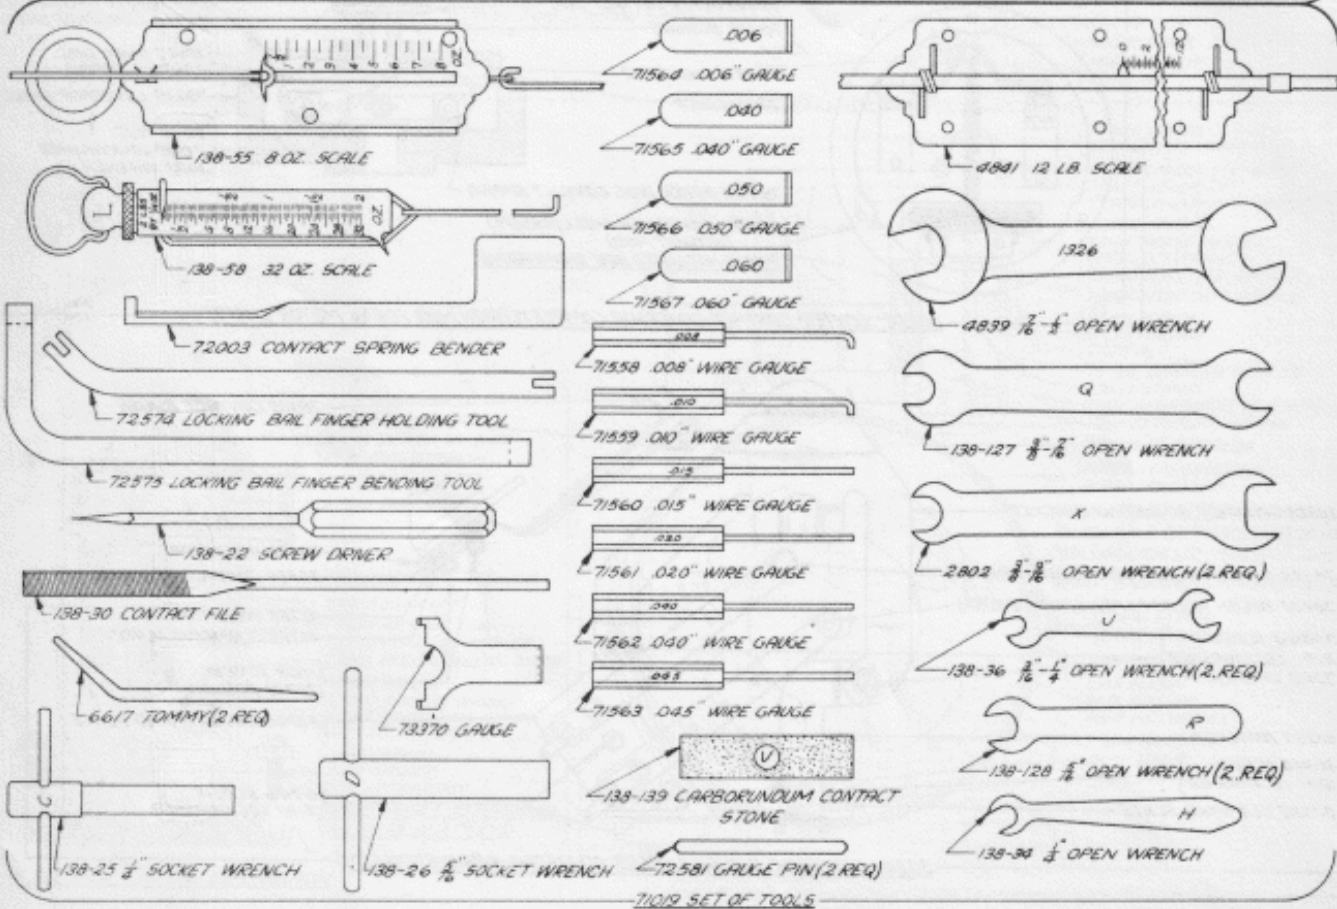 138-55 8 OZ. SCALE
138-58 32 OZ. SCALE
72003 CONTACT SPRING BENDER
72574 LOCKING BAIL FINGER HOLDING TOOL
72575 LOCKING BAIL FINGER BENDING TOOL
138-22 SCREW DRIVER
138-30 CONTACT FILE
6617 TOMMY (2 REQ)
73370 GAUGE
C
138-25 SOCKET WRENCH
138-26 5/16" SOCKET WRENCH
.006
71564 .006" GAUGE
.040
71565 .040" GAUGE
.050
71566 .050" GAUGE
.060
71567 .060" GAUGE
.008
71558 .008" WIRE GAUGE
.010
71559 .010" WIRE GAUGE
.015
71560 .015" WIRE GAUGE
.020
71561 .020" WIRE GAUGE
.040
71562 .040" WIRE GAUGE
.045
71563 .045" WIRE GAUGE
V
138-139 CARBORUNDUM CONTACT
STONE
72581 GAUGE PIN (2 REQ)
4841 12 LB. SCALE
1326
4839 7/16"-1/2" OPEN WRENCH
Q
138-127 3/8"-7/16" OPEN WRENCH
X
2802 OPEN WRENCH (2. REQ.)
U
138-36 3/16"-1/4" OPEN WRENCH (2. REQ)
R
138-128 5/16" OPEN WRENCH (2. REQ)
H
138-34 1/4" OPEN WRENCH
71019 SET OF TOOLS